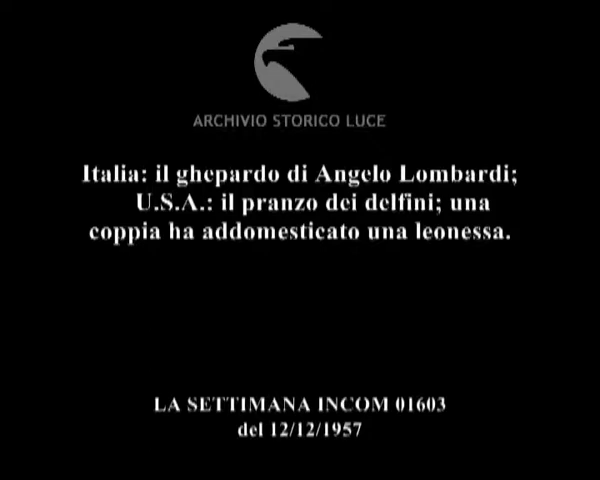 ARCHIVIO STORICO LUCE
Italia: il ghepardo di Angelo Lombardi;
U.S.A.: il pranzo dei delfini; una
coppia ha addomesticato una leonessa.
LA SETTIMANA INCOM 01603
del 12/12/1957